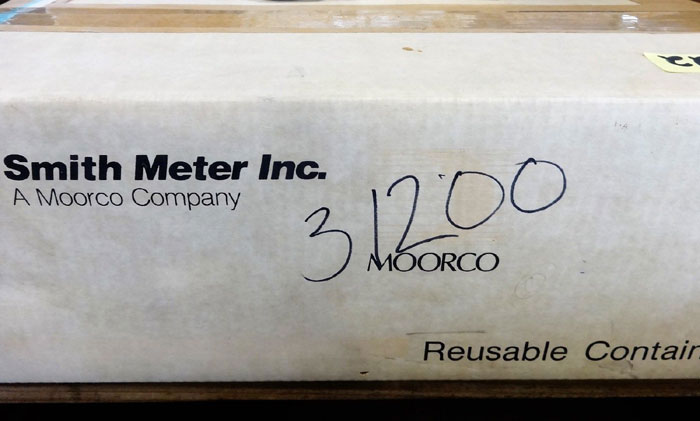 Smith Meter Inc.
A Moorco Company
31200
MOORCO
Reusable Contain